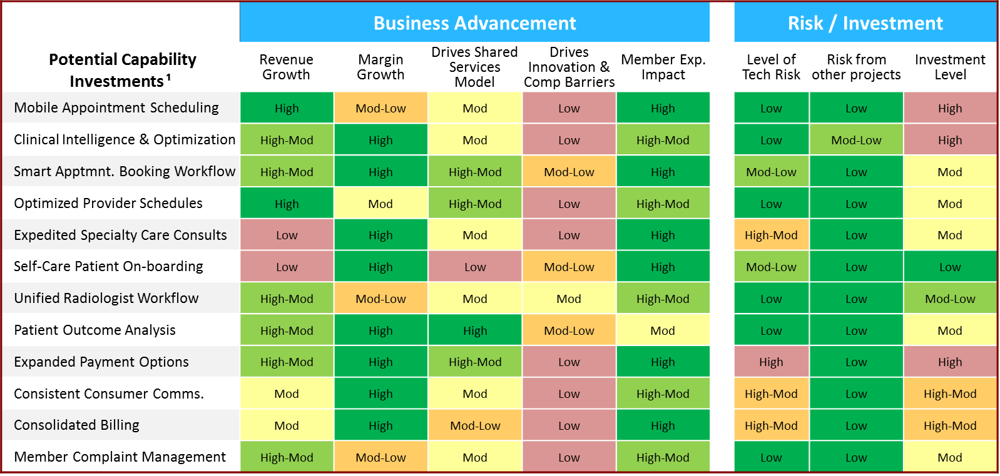 Business Advancement Risk / Investment
Potential Capability Investments ¹ Revenue Growth Margin Growth Drives Shared Services Model Drives Innovation & Comp Barriers Member Exp. Impact Level of Tech Risk Risk from other projects Investment Level
Mobile Appointment Scheduling High Mod-Low Mod Low High Low Low High
Clinical Intelligence & Optimization High-Mod High Mod Low High-Mod Low Mod-Low High
Smart Apptmnt. Booking Workflow High-Mod High High-Mod Mod-Low High Mod-Low Low Mod
Optimized Provider Schedules High Mod High-Mod Low High-Mod Low Low Mod
Expedited Specialty Care Consults Low High Mod Low High High-Mod Low Mod
Self-Care Patient On-boarding Low High Low Mod-Low High Mod-Low Low Low
Unified Radiologist Workflow High-Mod Mod-Low Mod Mod High-Mod Low Low Mod-Low
Patient Outcome Analysis High-Mod High High Mod-Low Mod Low Low Mod
Expanded Payment Options High-Mod High High-Mod Low High High Low High
Consistent Consumer Comms. Mod High Mod Low High-Mod High-Mod Low High-Mod
Consolidated Billing Mod High Mod-Low Low High High-Mod Low High-Mod
Member Complaint Management High-Mod Mod-Low Mod Low High-Mod Low Low Mod